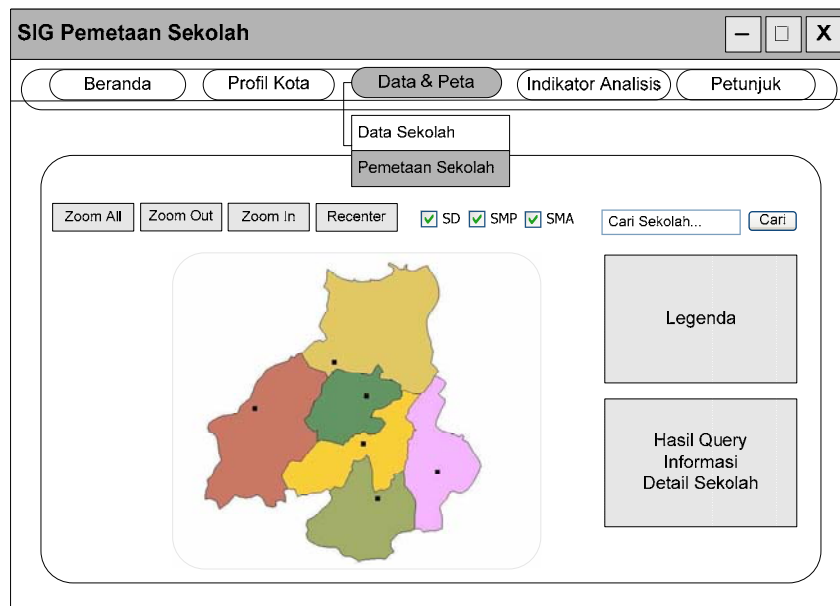 SIG Pemetaan Sekolah
X
Beranda
Profil Kota
Data & Peta
Indikator Analisis
Petunjuk
Data Sekolah
Pemetaan Sekolah
Zoom All
Zoom Out
Zoom In
Recenter
SD
SMP
SMA
Cari Sekolah...
Cari
Legenda
Hasil Query
Informasi
Detail Sekolah